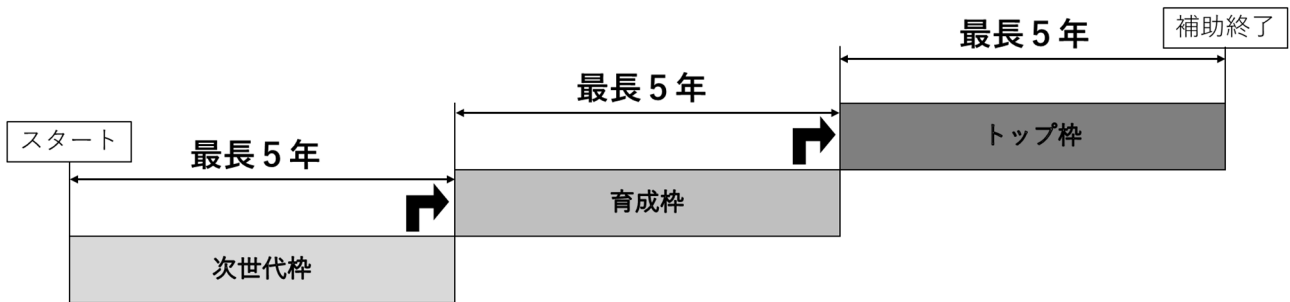 スタート
最長5年
次世代枠
最長5年
育成枠
最長5年
トップ枠
補助終了